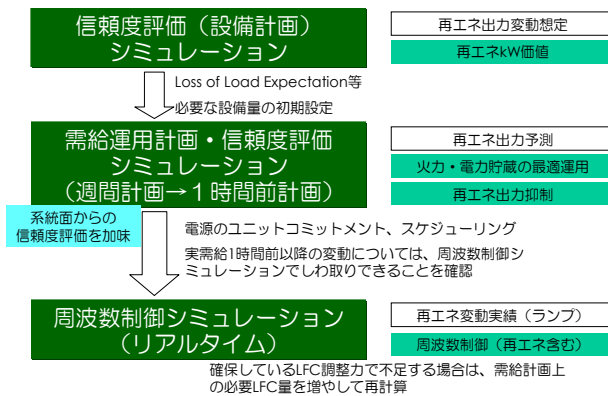 信頼度評価（設備計画）
シミュレーション
再エネ出力変動想定
再エネkW価値
Loss of Load Expectation等
必要な設備量の初期設定
需給運用計画・信頼度評価
シミュレーション
（週間計画→１時間前計画）
再エネ出力予測
火力・電力貯蔵の最適運用
再エネ出力抑制
系統面からの
信頼度評価を加味
電源のユニットコミットメント、スケジューリング
実需給1時間前以降の変動については、周波数制御シ
ミュレーションでしわ取りできることを確認
周波数制御シミュレーション
（リアルタイム）
再エネ変動実績（ランプ）
周波数制御（再エネ含む）
確保しているLFC調整力で不足する場合は、需給計画上
の必要LFC量を増やして再計算